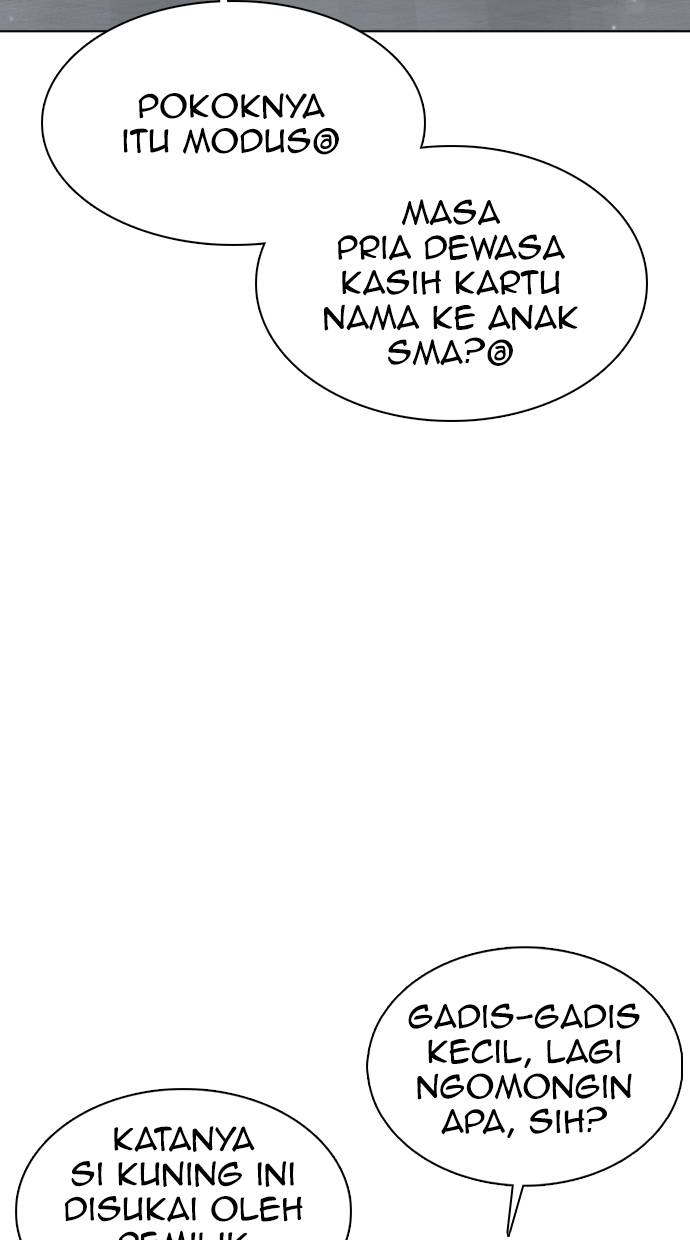 POKOKNYA
ITU MODUS@
MASA
PRIA DEWASA
KASIH KARTU
NAMA KE ANAK
SMA?@
GADIS-GADIS
KECIL, LAGI
NGOMONGIN
APA, SIH?
KATANYA
SI KUNING INI
DISUKAI OLEH
PEMILIK